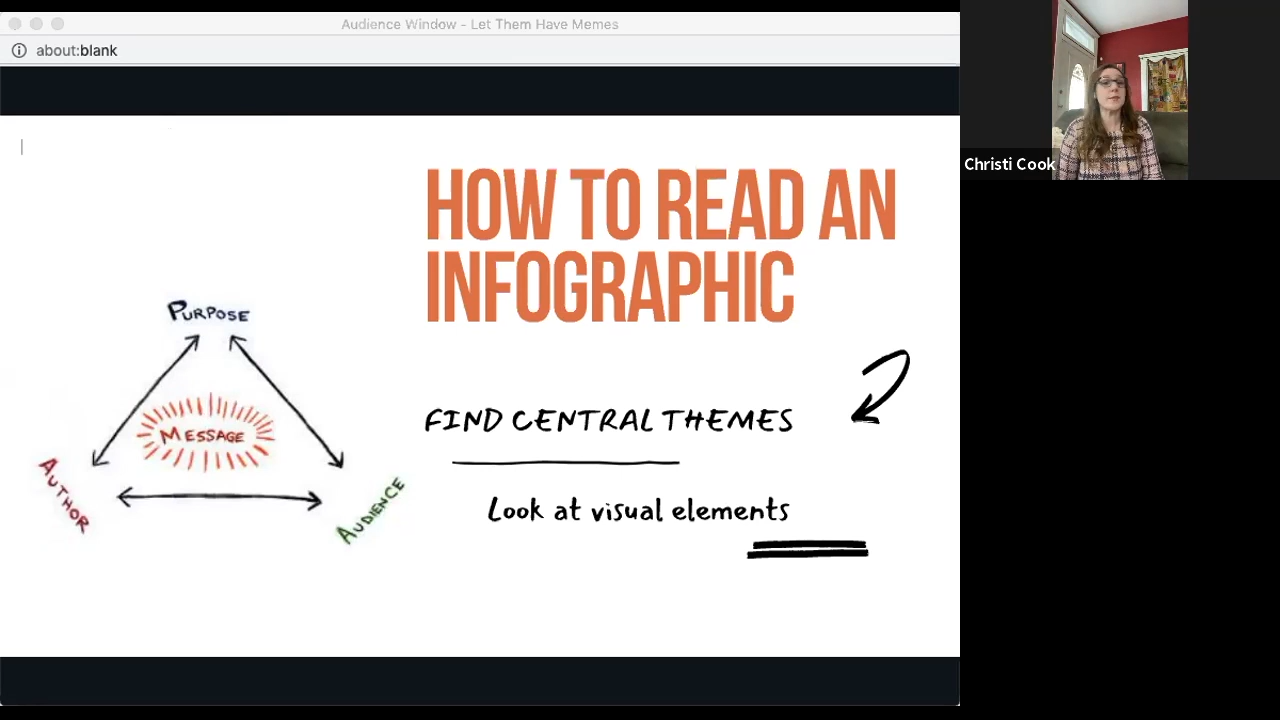 Audience Window - Let Them Have Memes
about:blank
HOW TO READ AN
INFOGRAPHIC
PURPOSE
MESSAGE
AUTHOR
AUDIENCE
FIND CENTRAL THEMES
Look at visual elements
Christi Cook